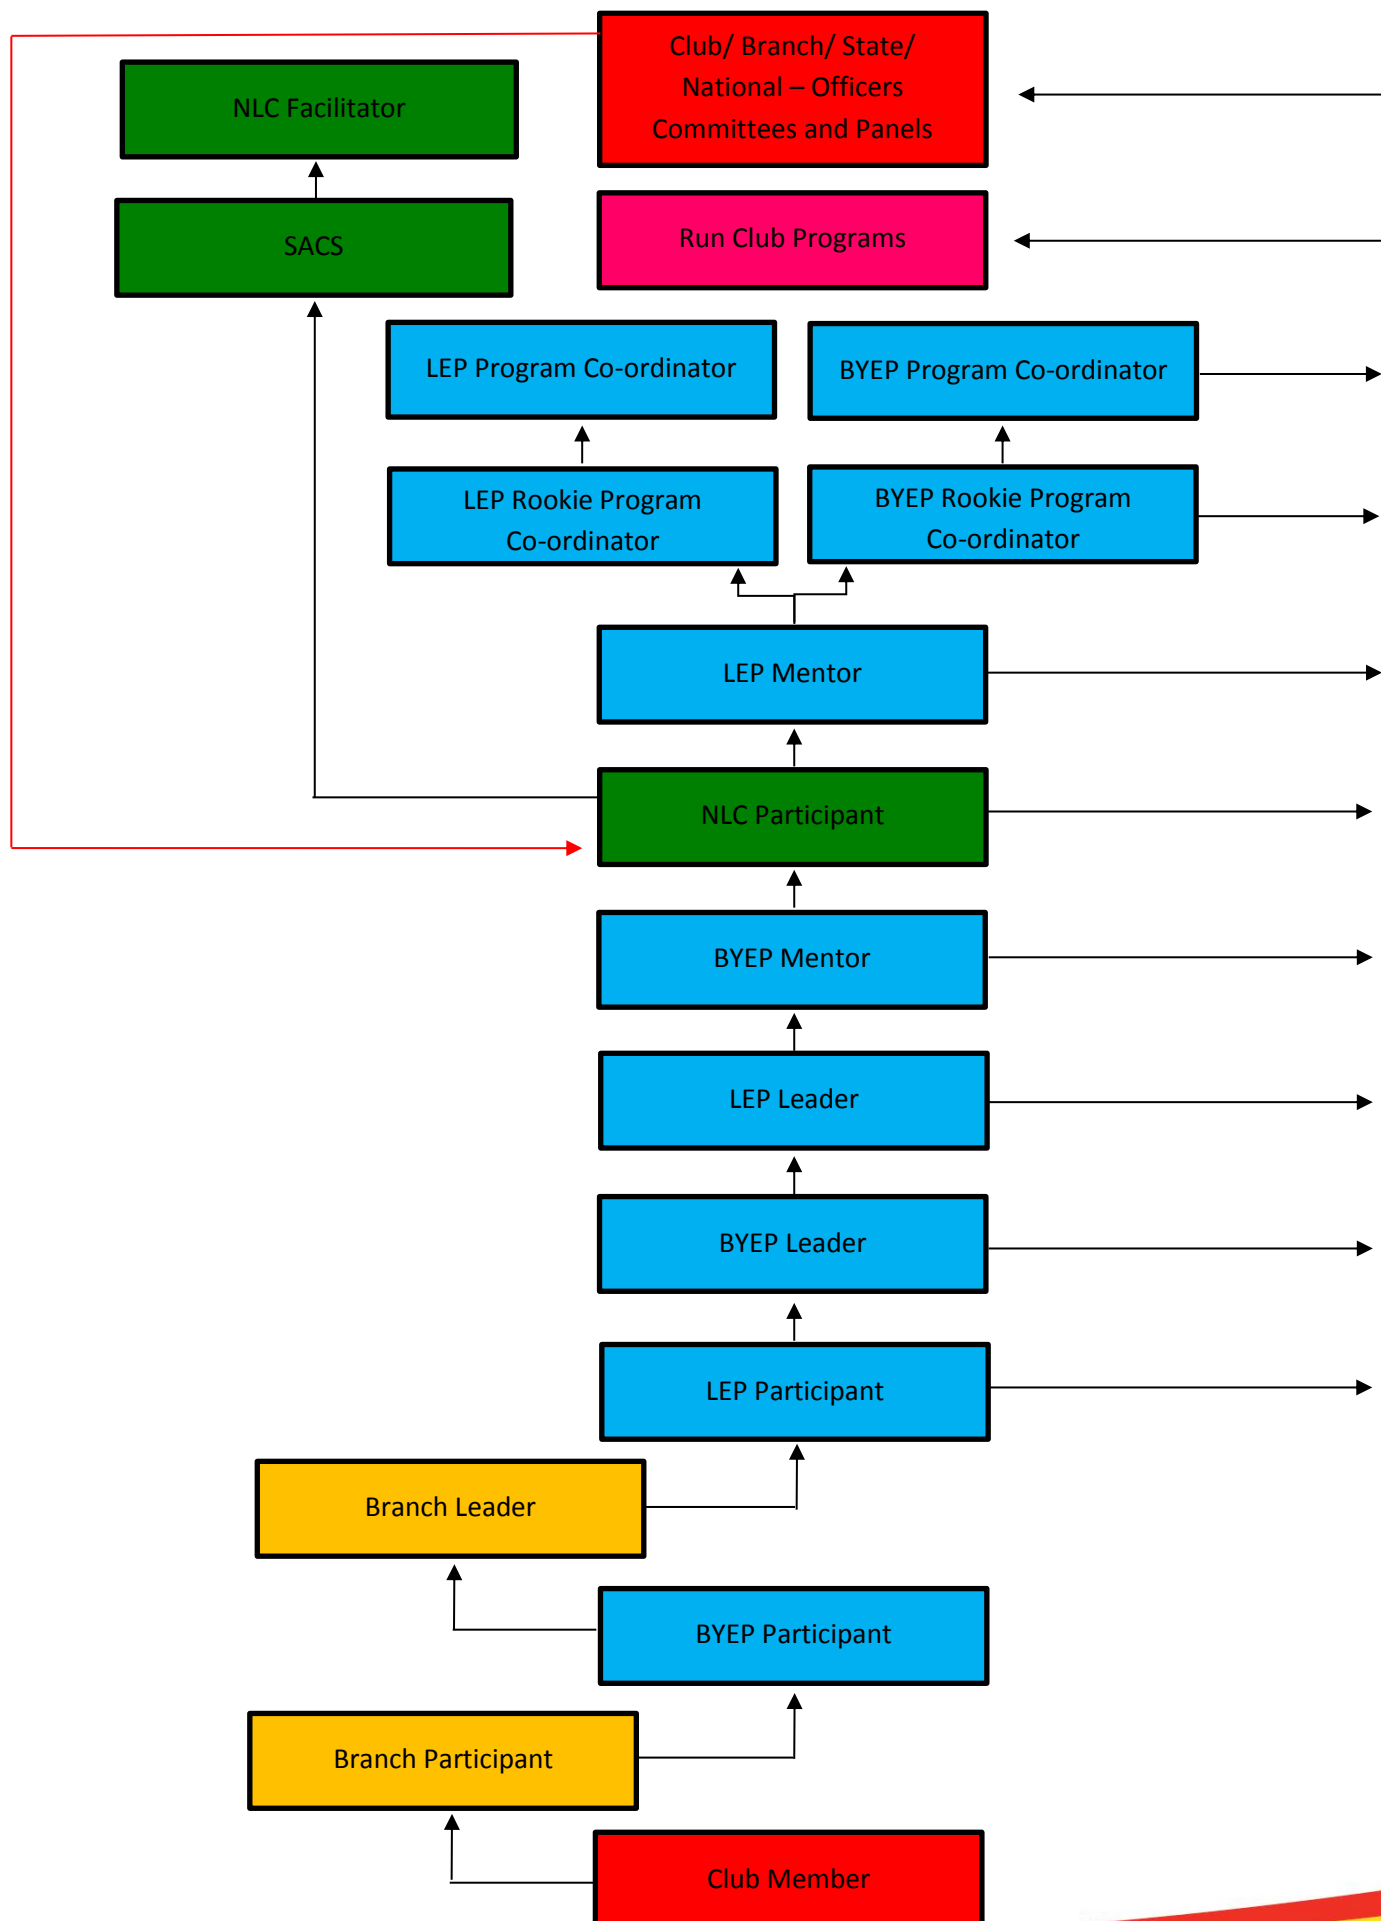 Club/ Branch/ State/
National – Officers
Committees and Panels
NLC Facilitator
SACS
Run Club Programs
LEP Program Co-ordinator
BYEP Program Co-ordinator
LEP Rookie Program
Co-ordinator
BYEP Rookie Program
Co-ordinator
LEP Mentor
NLC Participant
BYEP Mentor
LEP Leader
BYEP Leader
LEP Participant
Branch Leader
BYEP Participant
Branch Participant
Club Member